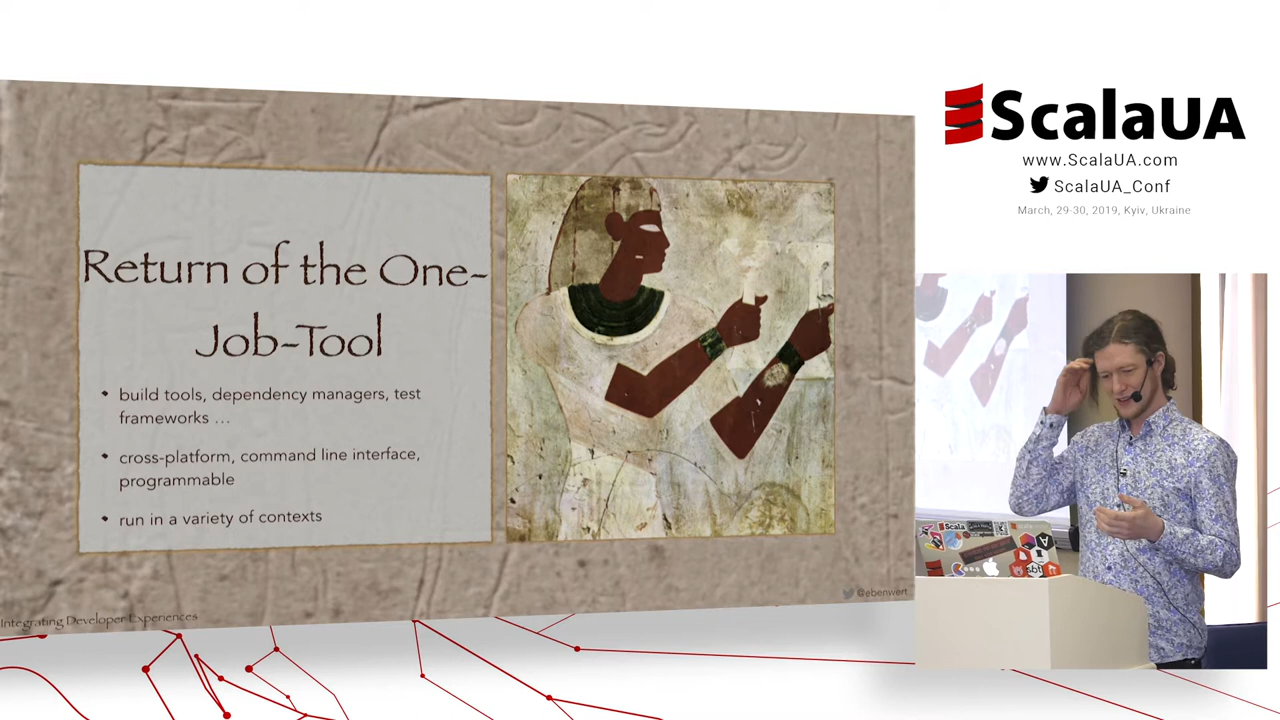 Return of the One-
Job-Tool
build tools, dependency managers, test
frameworks …
cross-platform, command line interface,
programmable
run in a variety of contexts
Integrating Developer Experiences
@ebenwert
ScalaUA
www.ScalaUA.com
ScalaUA_Conf
March, 29-30, 2019, Kyiv, Ukraine
Scala
sbt